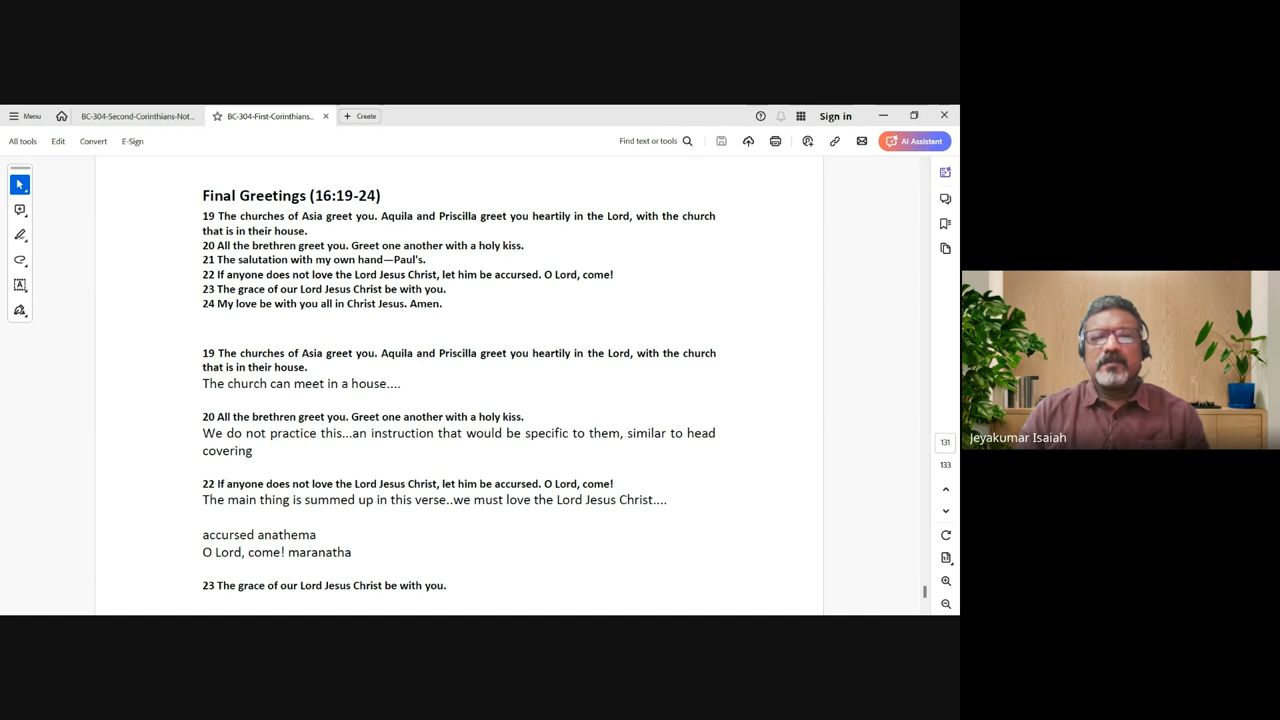 Menu
BC-304-Second-Corinthians-Not...
BC-304-First-Corinthians...
Create
Sign in
All tools
Edit
Convert
E-Sign
Find text or tools
AI Assistant
Final Greetings (16:19-24)
19 The churches of Asia greet you. Aquila and Priscilla greet you heartily in the Lord, with the church
that is in their house.
20 All the brethren greet you. Greet one another with a holy kiss.
21 The salutation with my own hand—Paul's.
22 If anyone does not love the Lord Jesus Christ, let him be accursed. O Lord, come!
23 The grace of our Lord Jesus Christ be with you.
24 My love be with you all in Christ Jesus. Amen.
19 The churches of Asia greet you. Aquila and Priscilla greet you heartily in the Lord, with the church
that is in their house.
The church can meet in a house....
20 All the brethren greet you. Greet one another with a holy kiss.
We do not practice this...an instruction that would be specific to them, similar to head
covering
22 If anyone does not love the Lord Jesus Christ, let him be accursed. O Lord, come!
The main thing is summed up in this verse..we must love the Lord Jesus Christ....
accursed anathema
O Lord, come! maranatha
23 The grace of our Lord Jesus Christ be with you.
131
133
Jeyakumar Isaiah